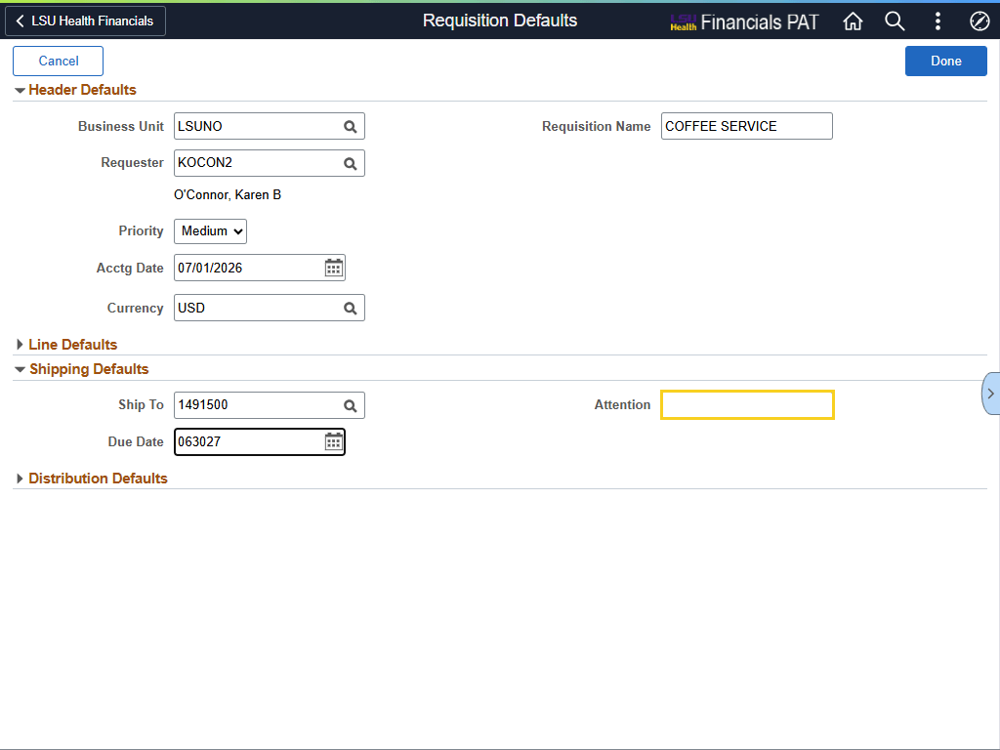 LSU Health Financials
Requisition Defaults
LSU Health Financials PAT
Cancel
Done
Header Defaults
Business Unit LSUNO
Requisition Name COFFEE SERVICE
Requester KOCON2
O'Connor, Karen B
Priority Medium
Acctg Date 07/01/2026
Currency USD
Line Defaults
Shipping Defaults
Ship To 1491500
Attention
Due Date 063027
Distribution Defaults